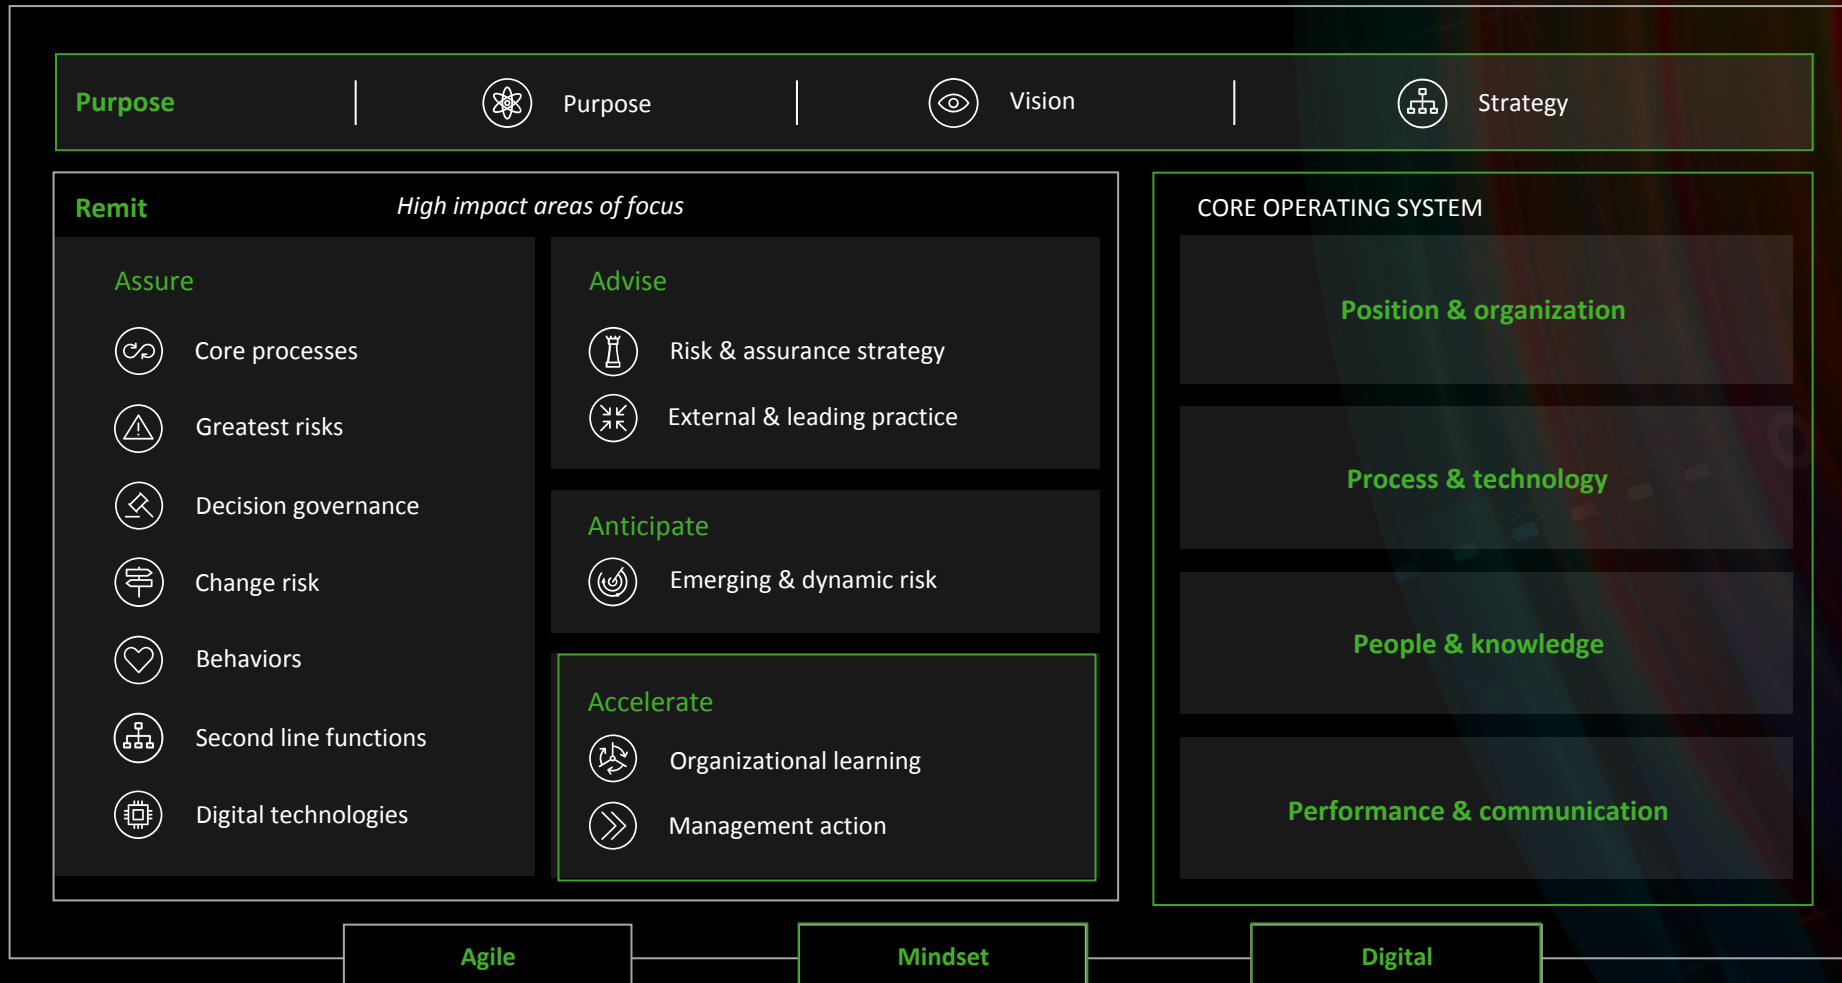 Purpose
Purpose
Vision
Strategy
Remit
High impact areas of focus
Assure
Core processes
Greatest risks
Decision governance
Change risk
Behaviors
Second line functions
Digital technologies
Advise
Risk & assurance strategy
External & leading practice
Anticipate
Emerging & dynamic risk
Accelerate
Organizational learning
Management action
CORE OPERATING SYSTEM
Position & organization
Process & technology
People & knowledge
Performance & communication
Agile
Mindset
Digital